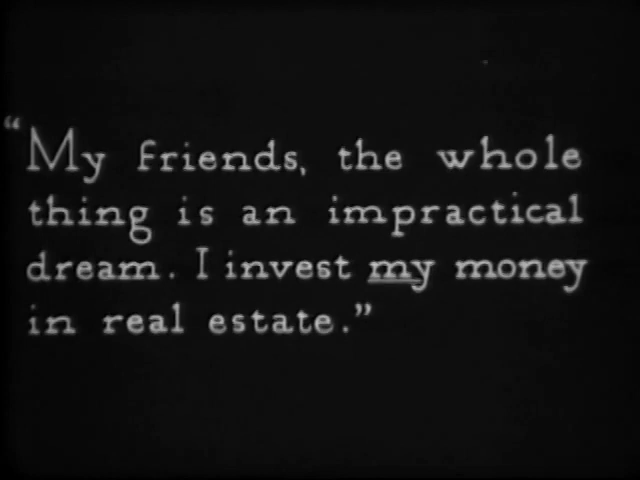 “My friends, the whole
thing is an impractical
dream. I invest my money
in real estate.”